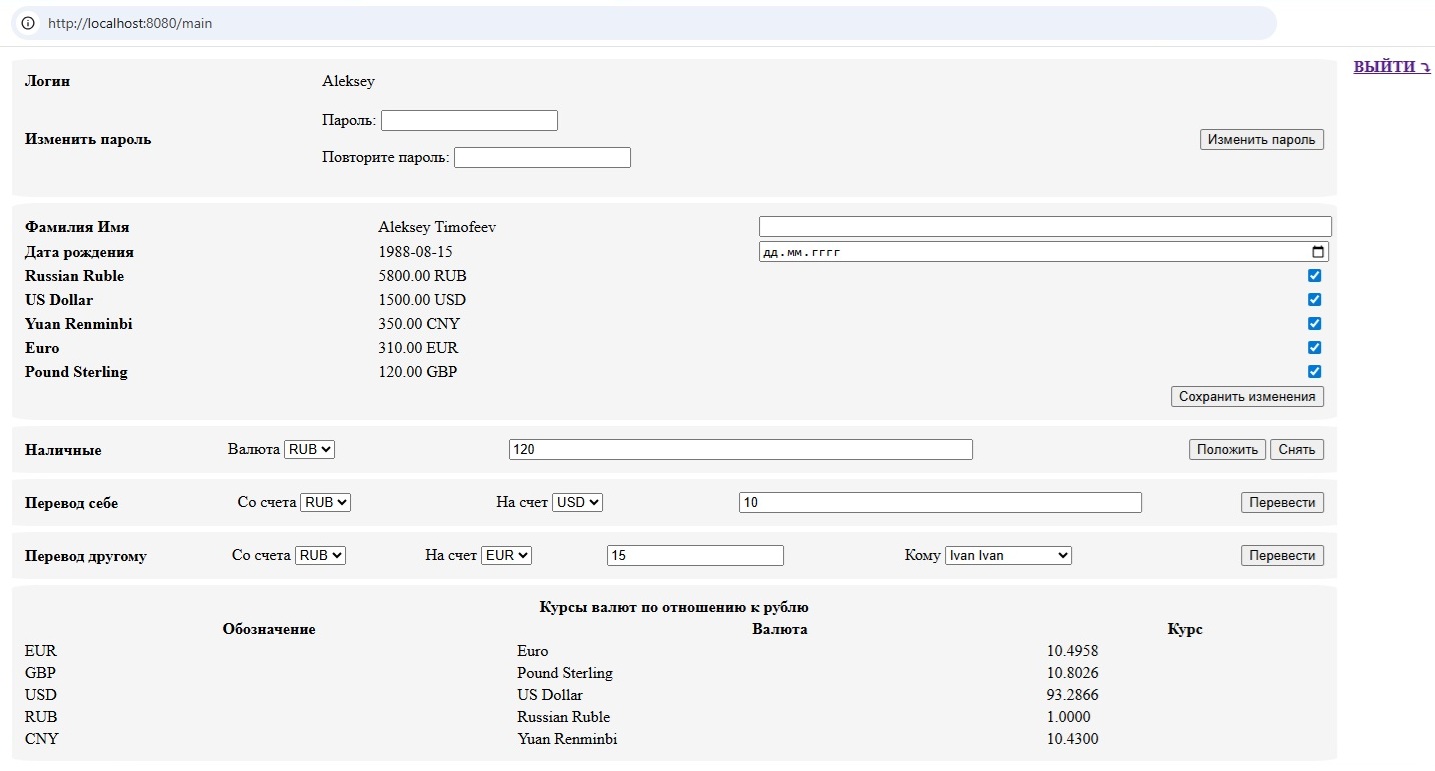 http://localhost:8080/main
ВЫЙТИ ⤵
Логин Aleksey
Пароль:
Изменить пароль Изменить пароль
Повторите пароль:
Фамилия Имя Aleksey Timofeev
Дата рождения 1988-08-15 дд.мм.гггг
Russian Ruble 5800.00 RUB
US Dollar 1500.00 USD
Yuan Renminbi 350.00 CNY
Euro 310.00 EUR
Pound Sterling 120.00 GBP
Сохранить изменения
Наличные Валюта RUB 120 Положить Снять
Перевод себе Со счета RUB На счет USD 10 Перевести
Перевод другому Со счета RUB На счет EUR 15 Кому Ivan Ivan Перевести
Курсы валют по отношению к рублю
Обозначение Валюта Курс
EUR Euro 10.4958
GBP Pound Sterling 10.8026
USD US Dollar 93.2866
RUB Russian Ruble 1.0000
CNY Yuan Renminbi 10.4300